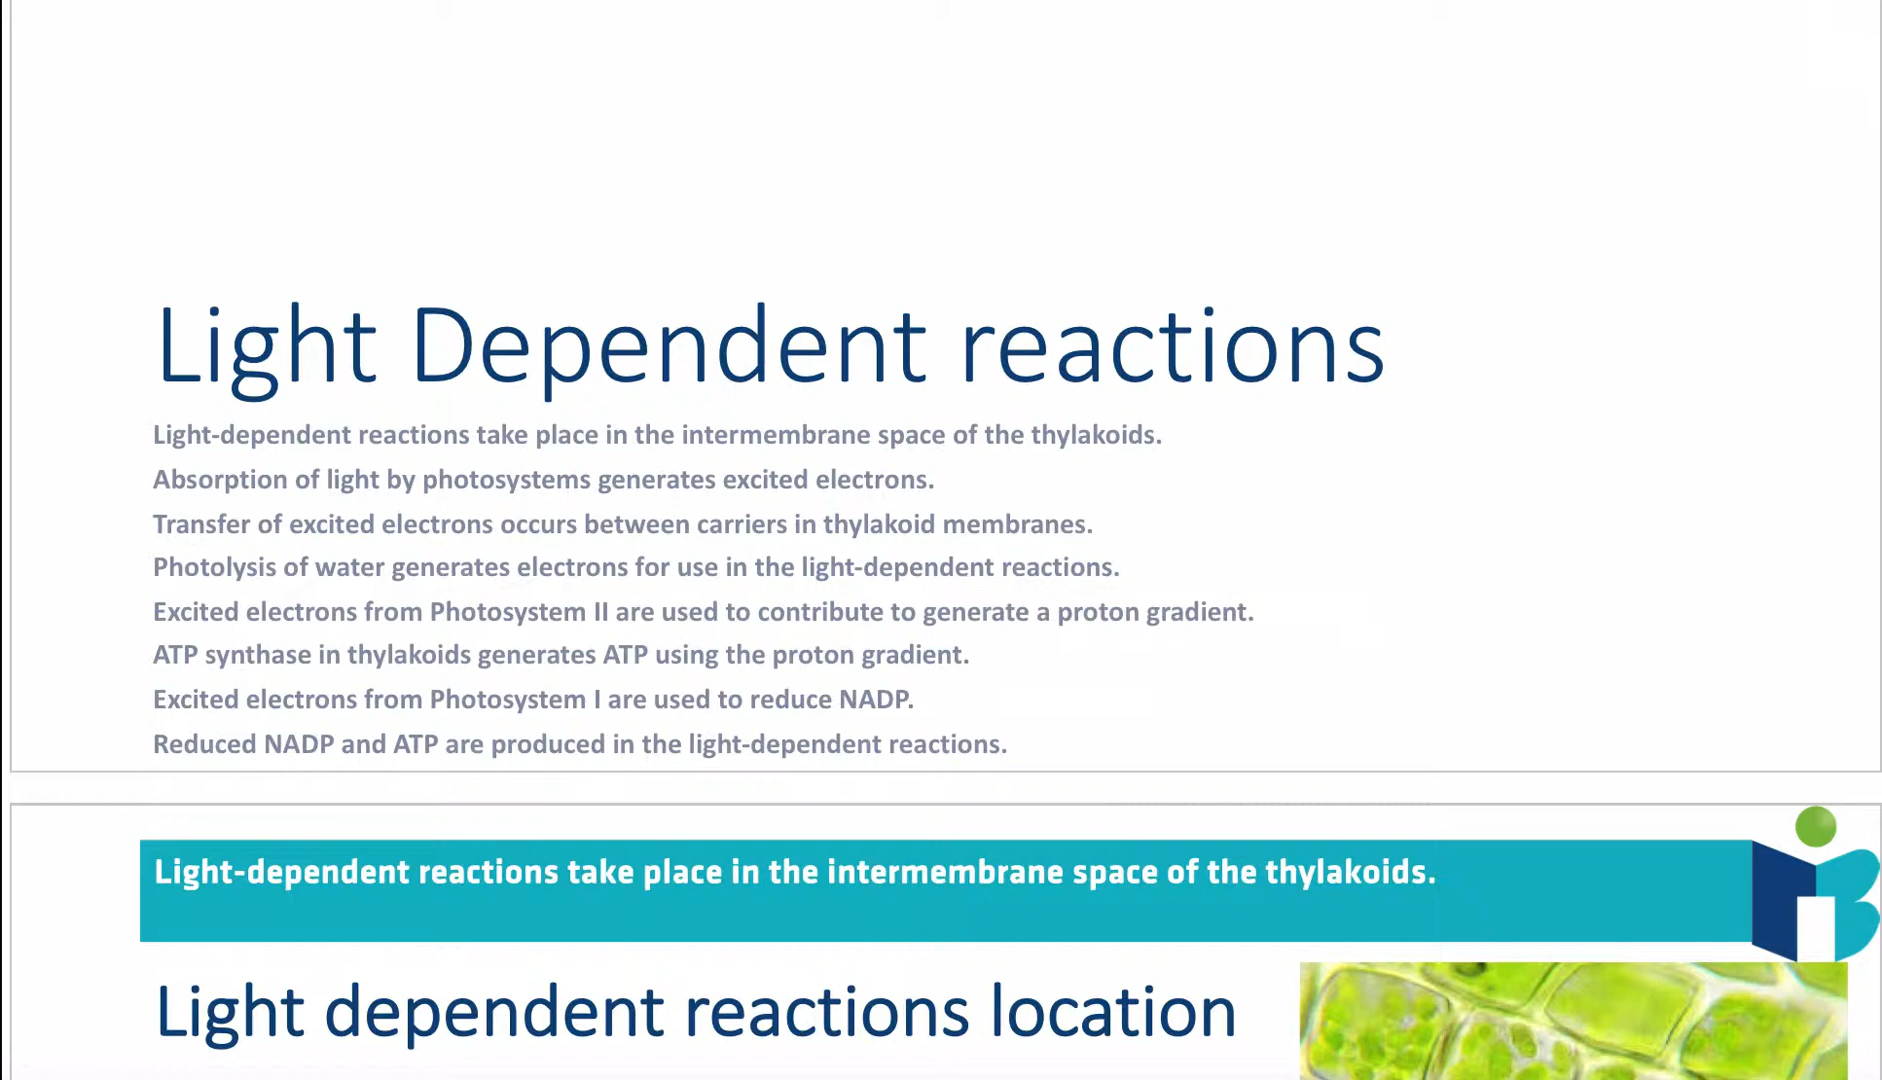 Light Dependent reactions
Light-dependent reactions take place in the intermembrane space of the thylakoids.
Absorption of light by photosystems generates excited electrons.
Transfer of excited electrons occurs between carriers in thylakoid membranes.
Photolysis of water generates electrons for use in the light-dependent reactions.
Excited electrons from Photosystem II are used to contribute to generate a proton gradient.
ATP synthase in thylakoids generates ATP using the proton gradient.
Excited electrons from Photosystem I are used to reduce NADP.
Reduced NADP and ATP are produced in the light-dependent reactions.
Light-dependent reactions take place in the intermembrane space of the thylakoids.
Light dependent reactions location